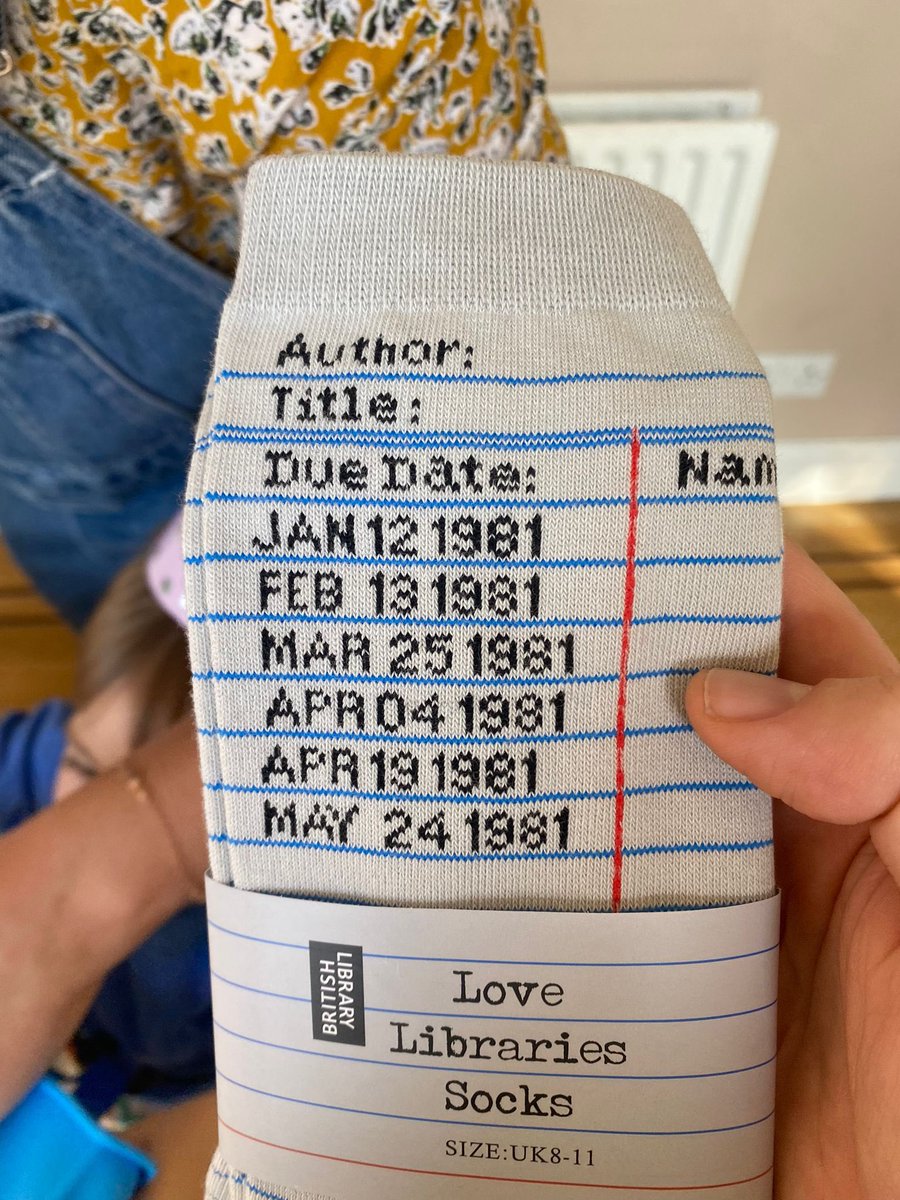 Author:
Title:
Due Date: Nam
JAN 12 1981
FEB 13 1981
MAR 25 1981
APR 04 1981
APR 19 1981
MAY 24 1981
BRITISH
LIBRARY
Love
Libraries
Socks
SIZE:UK8-11